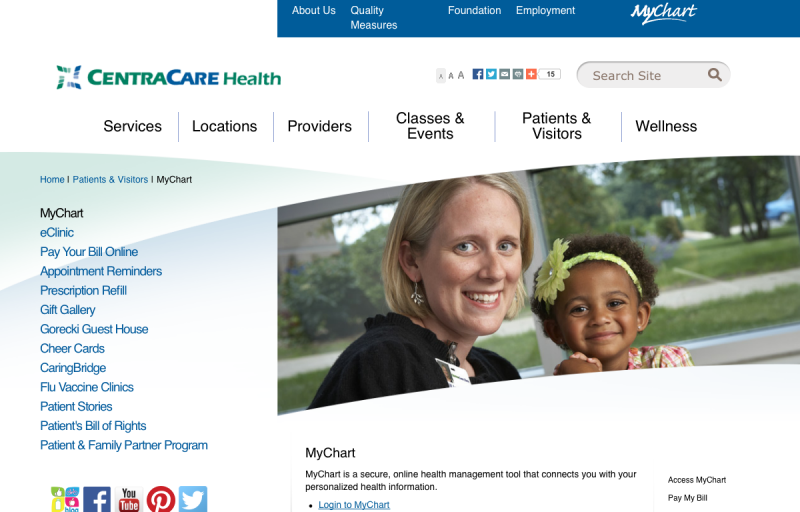 About Us
Quality
Measures
Foundation
Employment
MyChart
CENTRACARE Health
A A A
15
Search Site
Services
Locations
Providers
Classes &
Events
Patients &
Visitors
Wellness
Home | Patients & Visitors | MyChart
MyChart
eClinic
Pay Your Bill Online
Appointment Reminders
Prescription Refill
Gift Gallery
Gorecki Guest House
Cheer Cards
CaringBridge
Flu Vaccine Clinics
Patient Stories
Patient's Bill of Rights
Patient & Family Partner Program
blog
You
Tube
MyChart
MyChart is a secure, online health management tool that connects you with your
personalized health information.
Login to MyChart
Access MyChart
Pay My Bill